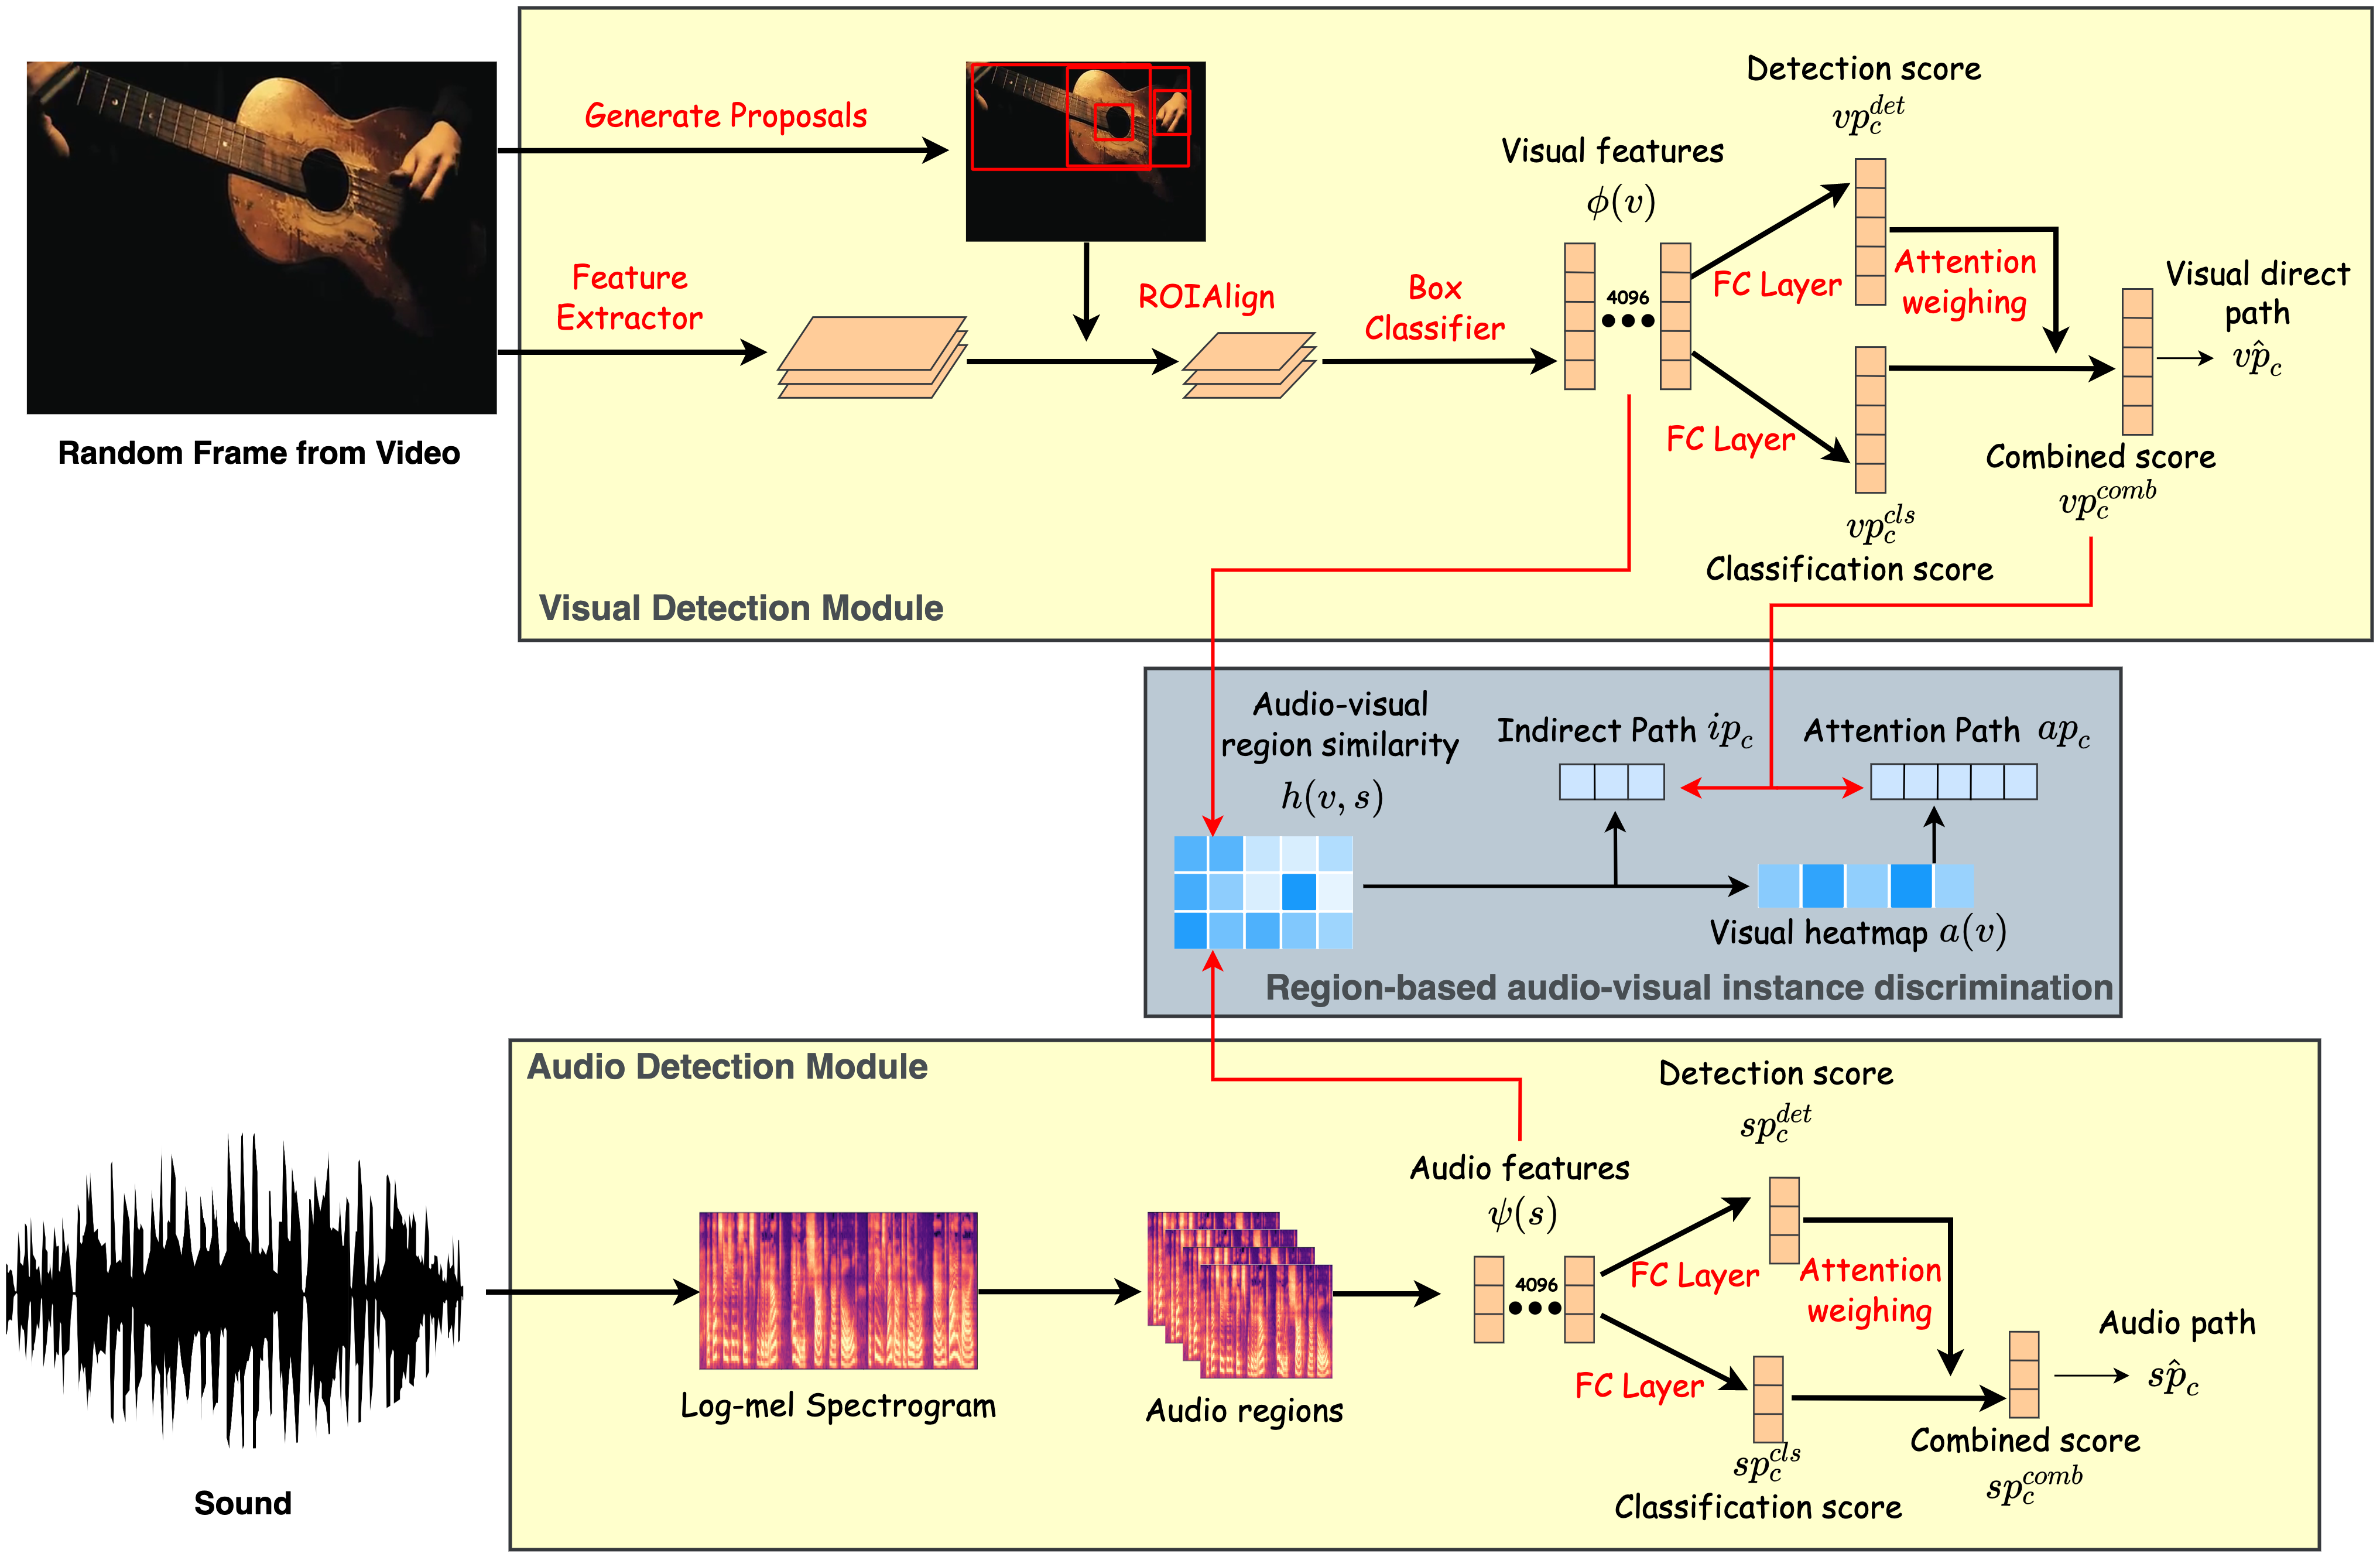 Generate Proposals
Feature
Extractor
ROIAlign
Box
Classifier
Visual features
ϕ(v)
4096
FC Layer
FC Layer
Detection score
vp_c^{det}
Attention
weighing
vp_c^{cls}
Classification score
Visual direct
path
v\hat{p}_c
Combined score
vp_c^{comb}
Random Frame from Video
Visual Detection Module
Audio-visual
region similarity
h(v, s)
Indirect Path ip_c
Attention Path ap_c
Visual heatmap a(v)
Region-based audio-visual instance discrimination
Audio Detection Module
Sound
Log-mel Spectrogram
Audio regions
Audio features
ψ(s)
4096
FC Layer
FC Layer
Detection score
sp_c^{det}
Attention
weighing
sp_c^{cls}
Classification score
Audio path
s\hat{p}_c
Combined score
sp_c^{comb}